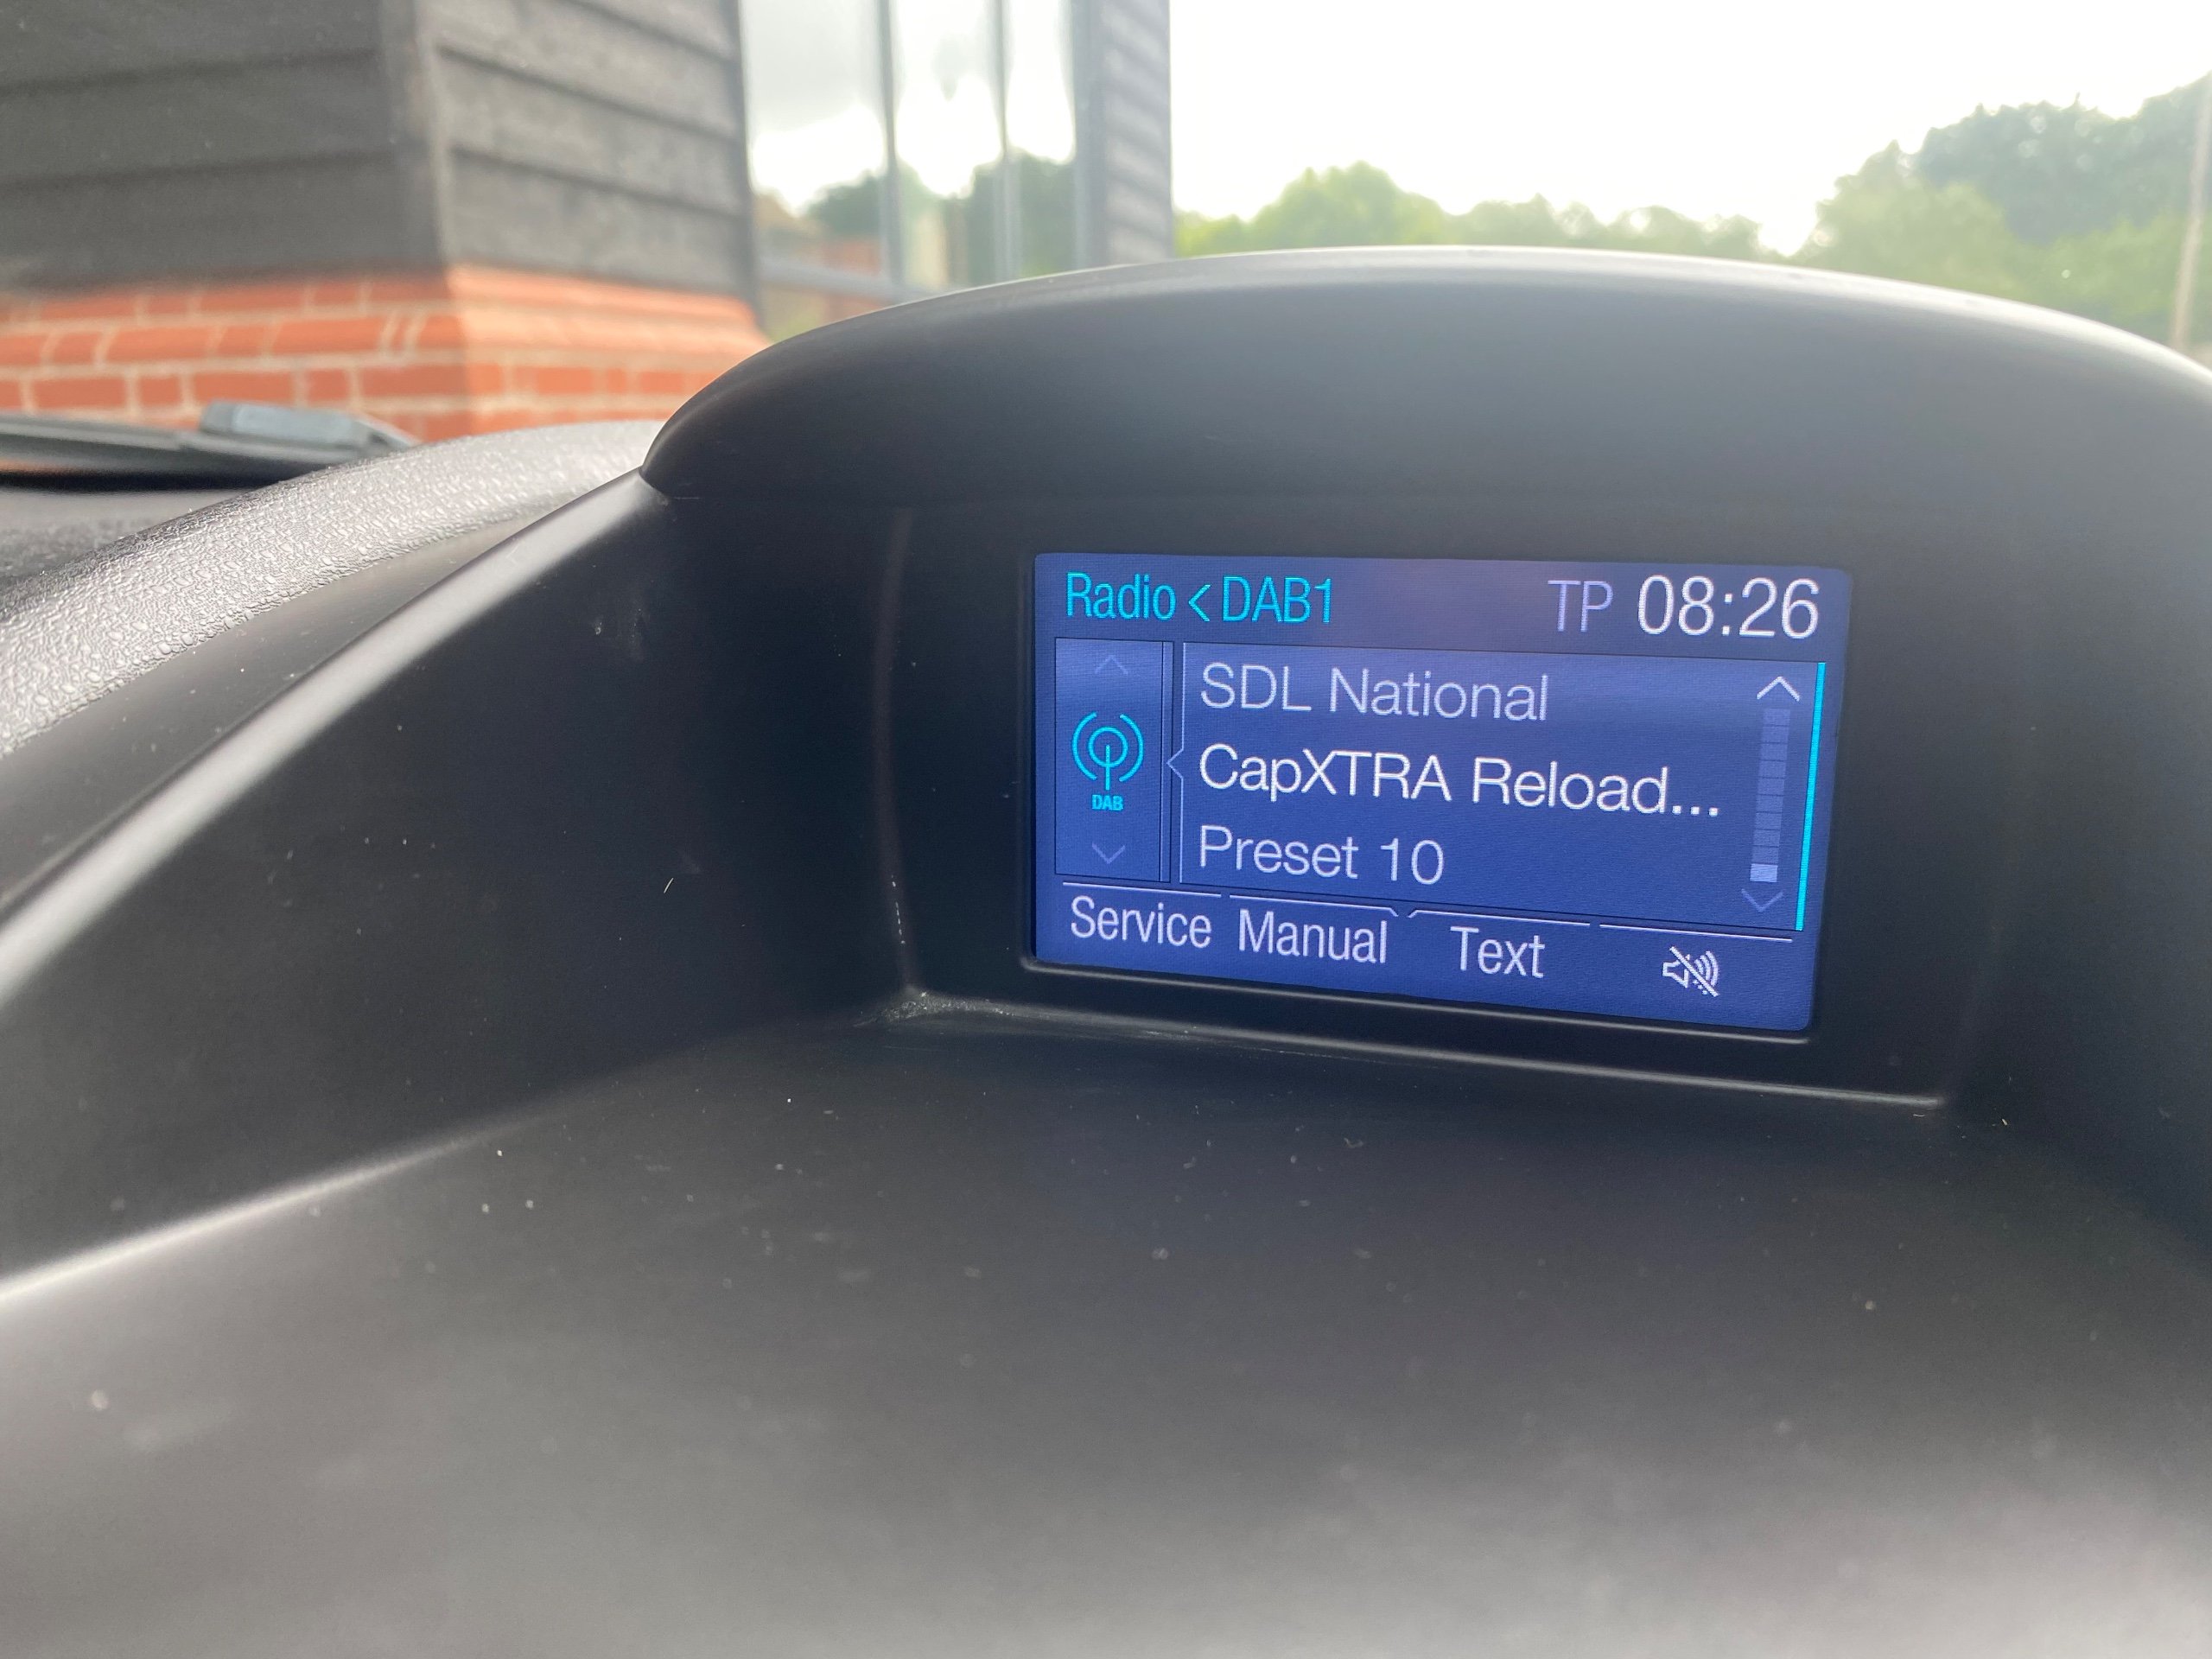 Radio < DAB1 TP 08:26
SDL National
CapXTRA Reload...
DAB
Preset 10
Service Manual Text